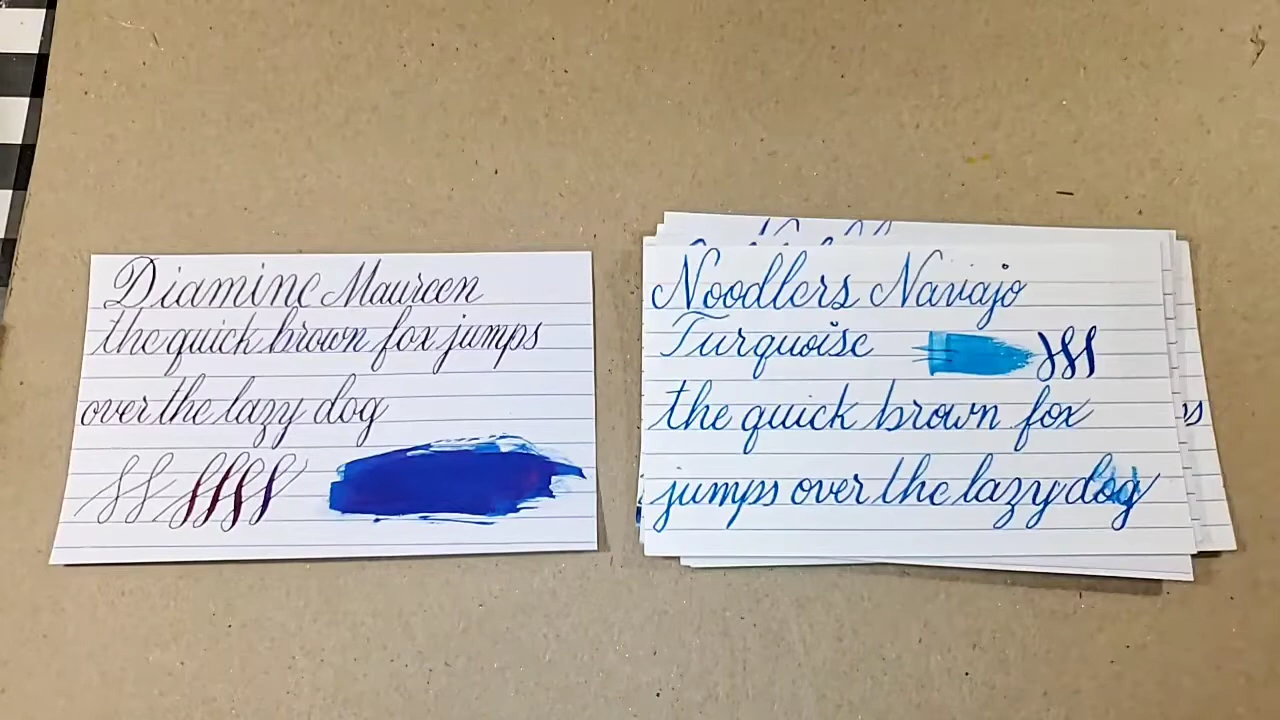 Diamine Maureen
the quick brown fox jumps
over the lazy dog
Noodlers Navajo
Turquoise
the quick brown fox
jumps over the lazy dog